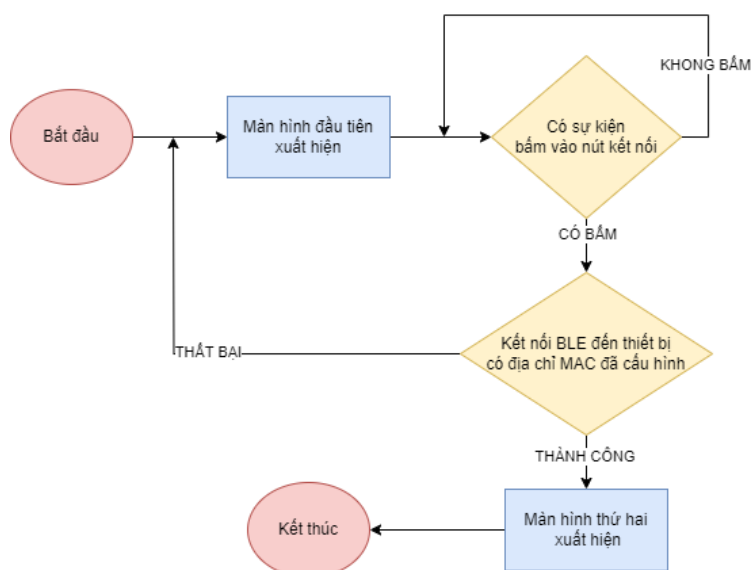 KHONG BẤM
Bắt đầu
Màn hình đầu tiên
xuất hiện
Có sự kiện
bấm vào nút kết nối
CÓ BẤM
THẤT BẠI
Kết nối BLE đến thiết bị
có địa chỉ MAC đã cấu hình
THÀNH CÔNG
Kết thúc
Màn hình thứ hai
xuất hiện